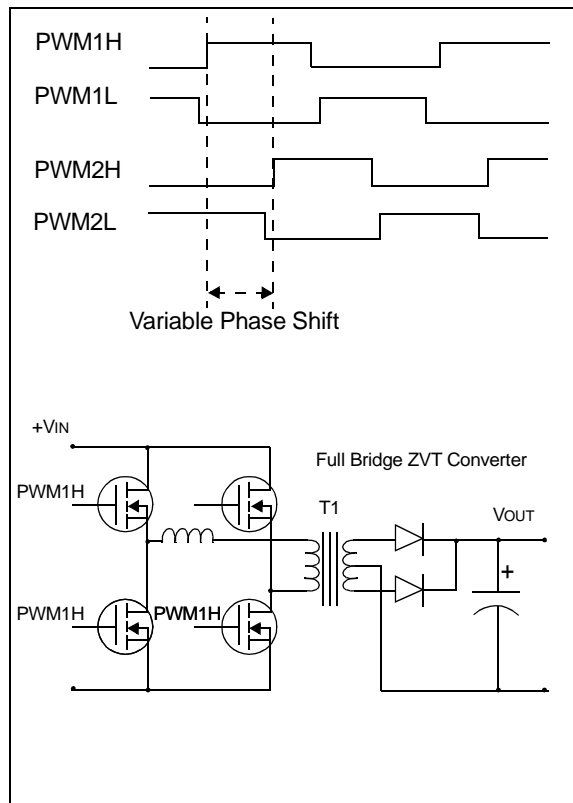 PWM1H
PWM1L
PWM2H
PWM2L
Variable Phase Shift
+VIN
Full Bridge ZVT Converter
PWM1H
T1
VOUT
+
PWM1H
PWM1H